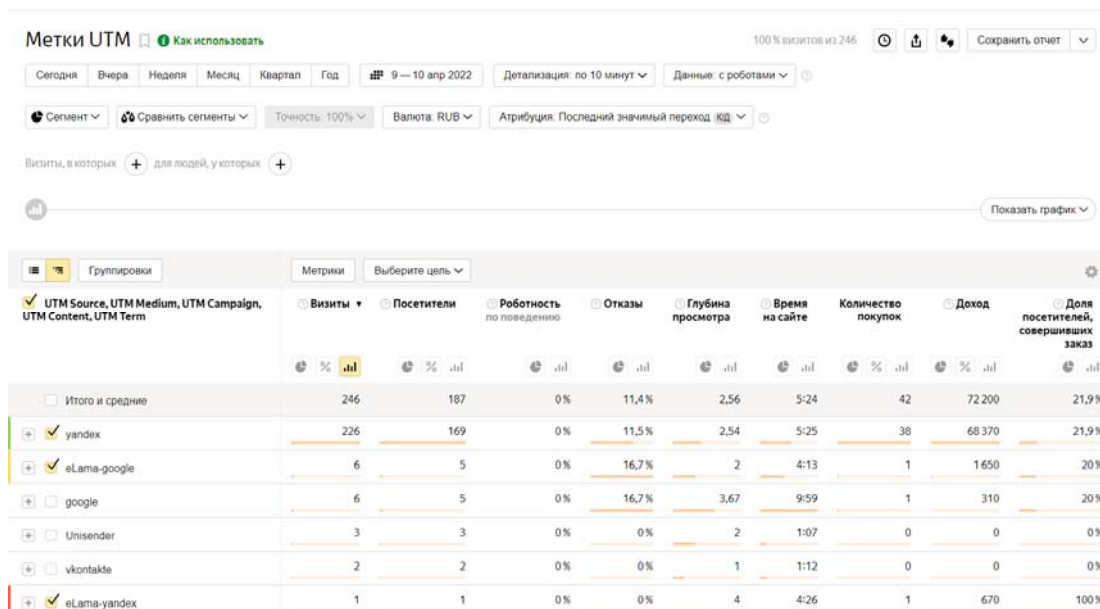 Метки UTM Как использовать 100 % визитов из 246 Сохранить отчет
Сегодня Вчера Неделя Месяц Квартал Год 9 — 10 апр 2022 Детализация: по 10 минут Данные: с роботами
Сегмент Сравнить сегменты Точность: 100% Валюта: RUB Атрибуция: Последний значимый переход К/Д
Визиты, в которых + для людей, у которых +
Показать график
Группировки Метрики Выберите цель
UTM Source, UTM Medium, UTM Campaign, UTM Content, UTM Term
Визиты ▼
Посетители
Роботность
по поведению
Отказы
Глубина
просмотра
Время
на сайте
Количество
покупок
Доход
Доля
посетителей,
совершивших
заказ
Итого и средние 246 187 0 % 11,4 % 2,56 5:24 42 72 200 21,9 %
yandex 226 169 0 % 11,5 % 2,54 5:25 38 68 370 21,9 %
eLama-google 6 5 0 % 16,7 % 2 4:13 1 1 650 20 %
google 6 5 0 % 16,7 % 3,67 9:59 1 310 20 %
Unisender 3 3 0 % 0 % 2 1:07 0 0 0 %
vkontakte 2 2 0 % 0 % 1 1:12 0 0 0 %
eLama-yandex 1 1 0 % 0 % 4 4:26 1 670 100 %